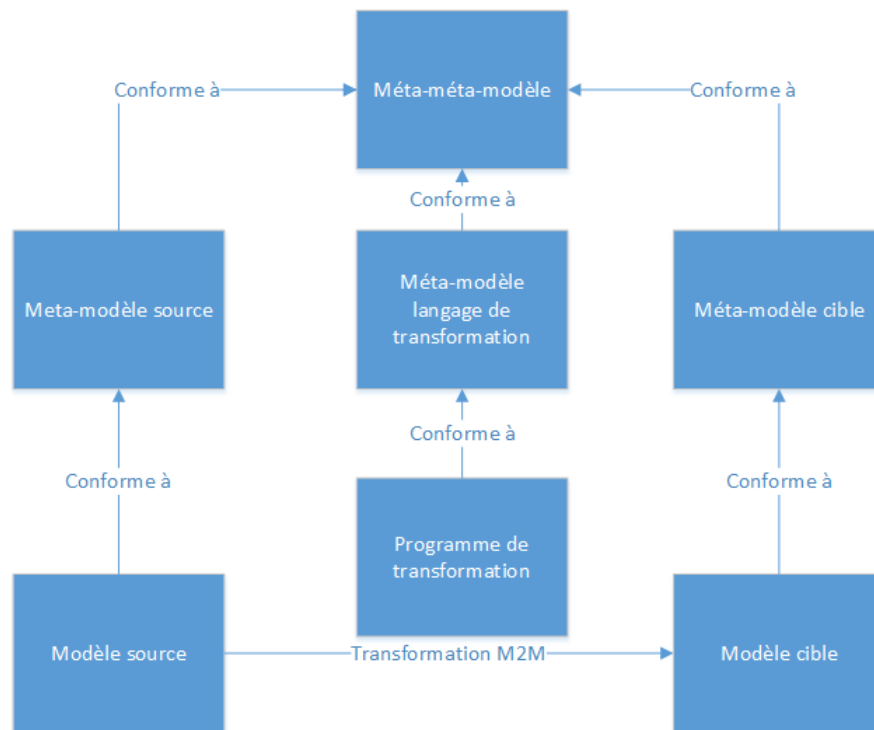 Méta-méta-modèle
Conforme à
Conforme à
Conforme à
Meta-modèle source
Méta-modèle
langage de
transformation
Méta-modèle cible
Conforme à
Conforme à
Conforme à
Programme de
transformation
Modèle source
Transformation M2M
Modèle cible